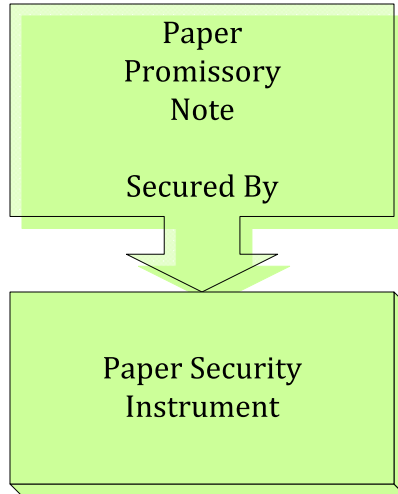 Paper
Promissory
Note
Secured By
Paper Security
Instrument